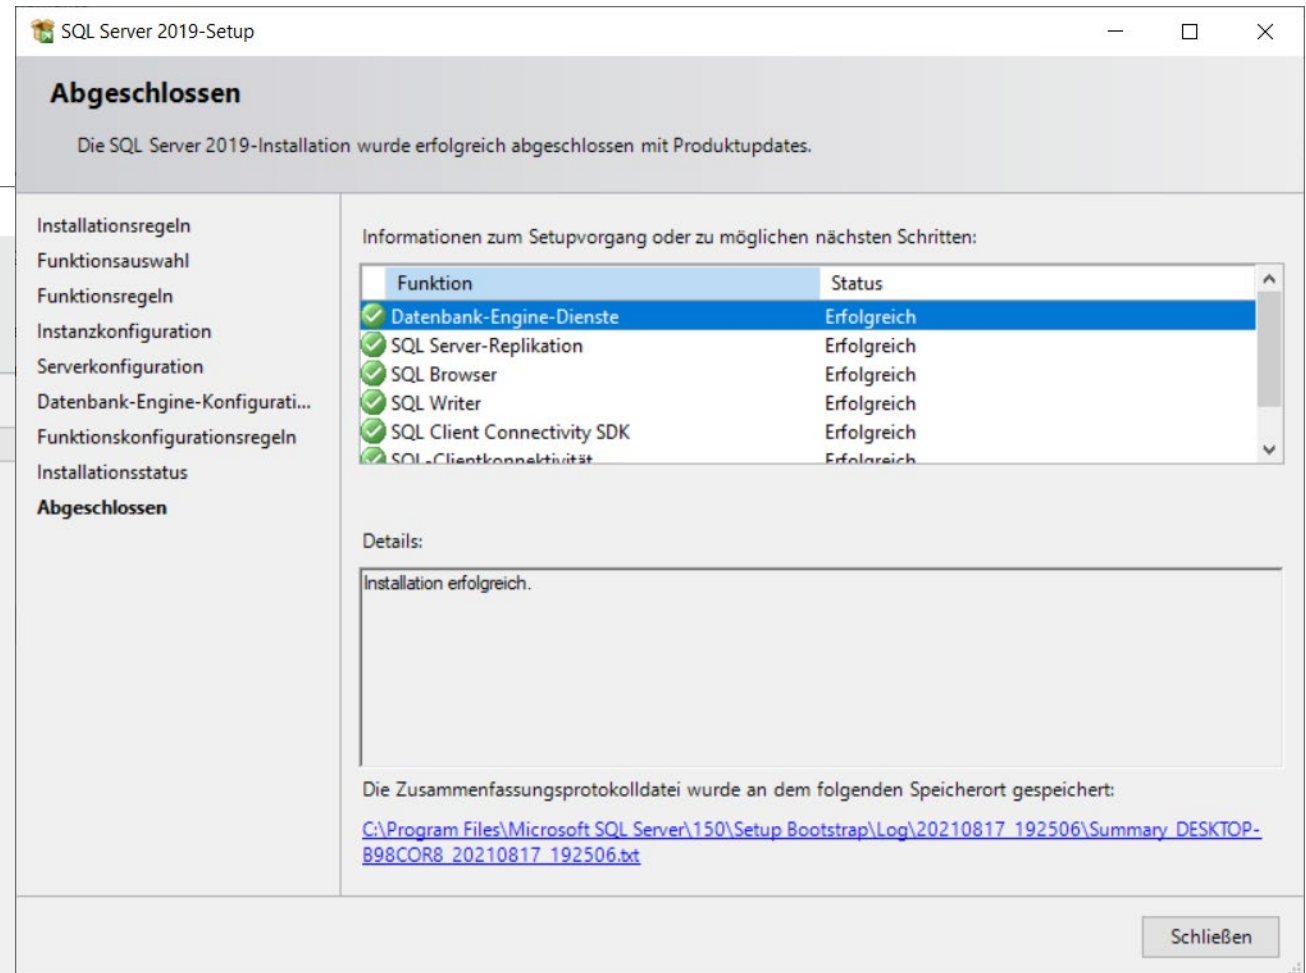 SQL Server 2019-Setup
Abgeschlossen
Die SQL Server 2019-Installation wurde erfolgreich abgeschlossen mit Produktupdates.
Installationsregeln
Funktionsauswahl
Funktionsregeln
Instanzkonfiguration
Serverkonfiguration
Datenbank-Engine-Konfigurati...
Funktionskonfigurationsregeln
Installationsstatus
Abgeschlossen
Informationen zum Setupvorgang oder zu möglichen nächsten Schritten:
Funktion Status
Datenbank-Engine-Dienste Erfolgreich
SQL Server-Replikation Erfolgreich
SQL Browser Erfolgreich
SQL Writer Erfolgreich
SQL Client Connectivity SDK Erfolgreich
SQL-Clientkonnektivität Erfolgreich
Details:
Installation erfolgreich.
Die Zusammenfassungsprotokolldatei wurde an dem folgenden Speicherort gespeichert:
C:\Program Files\Microsoft SQL Server\150\Setup Bootstrap\Log\20210817_192506\Summary_DESKTOP-
B98COR8_20210817_192506.txt
Schließen